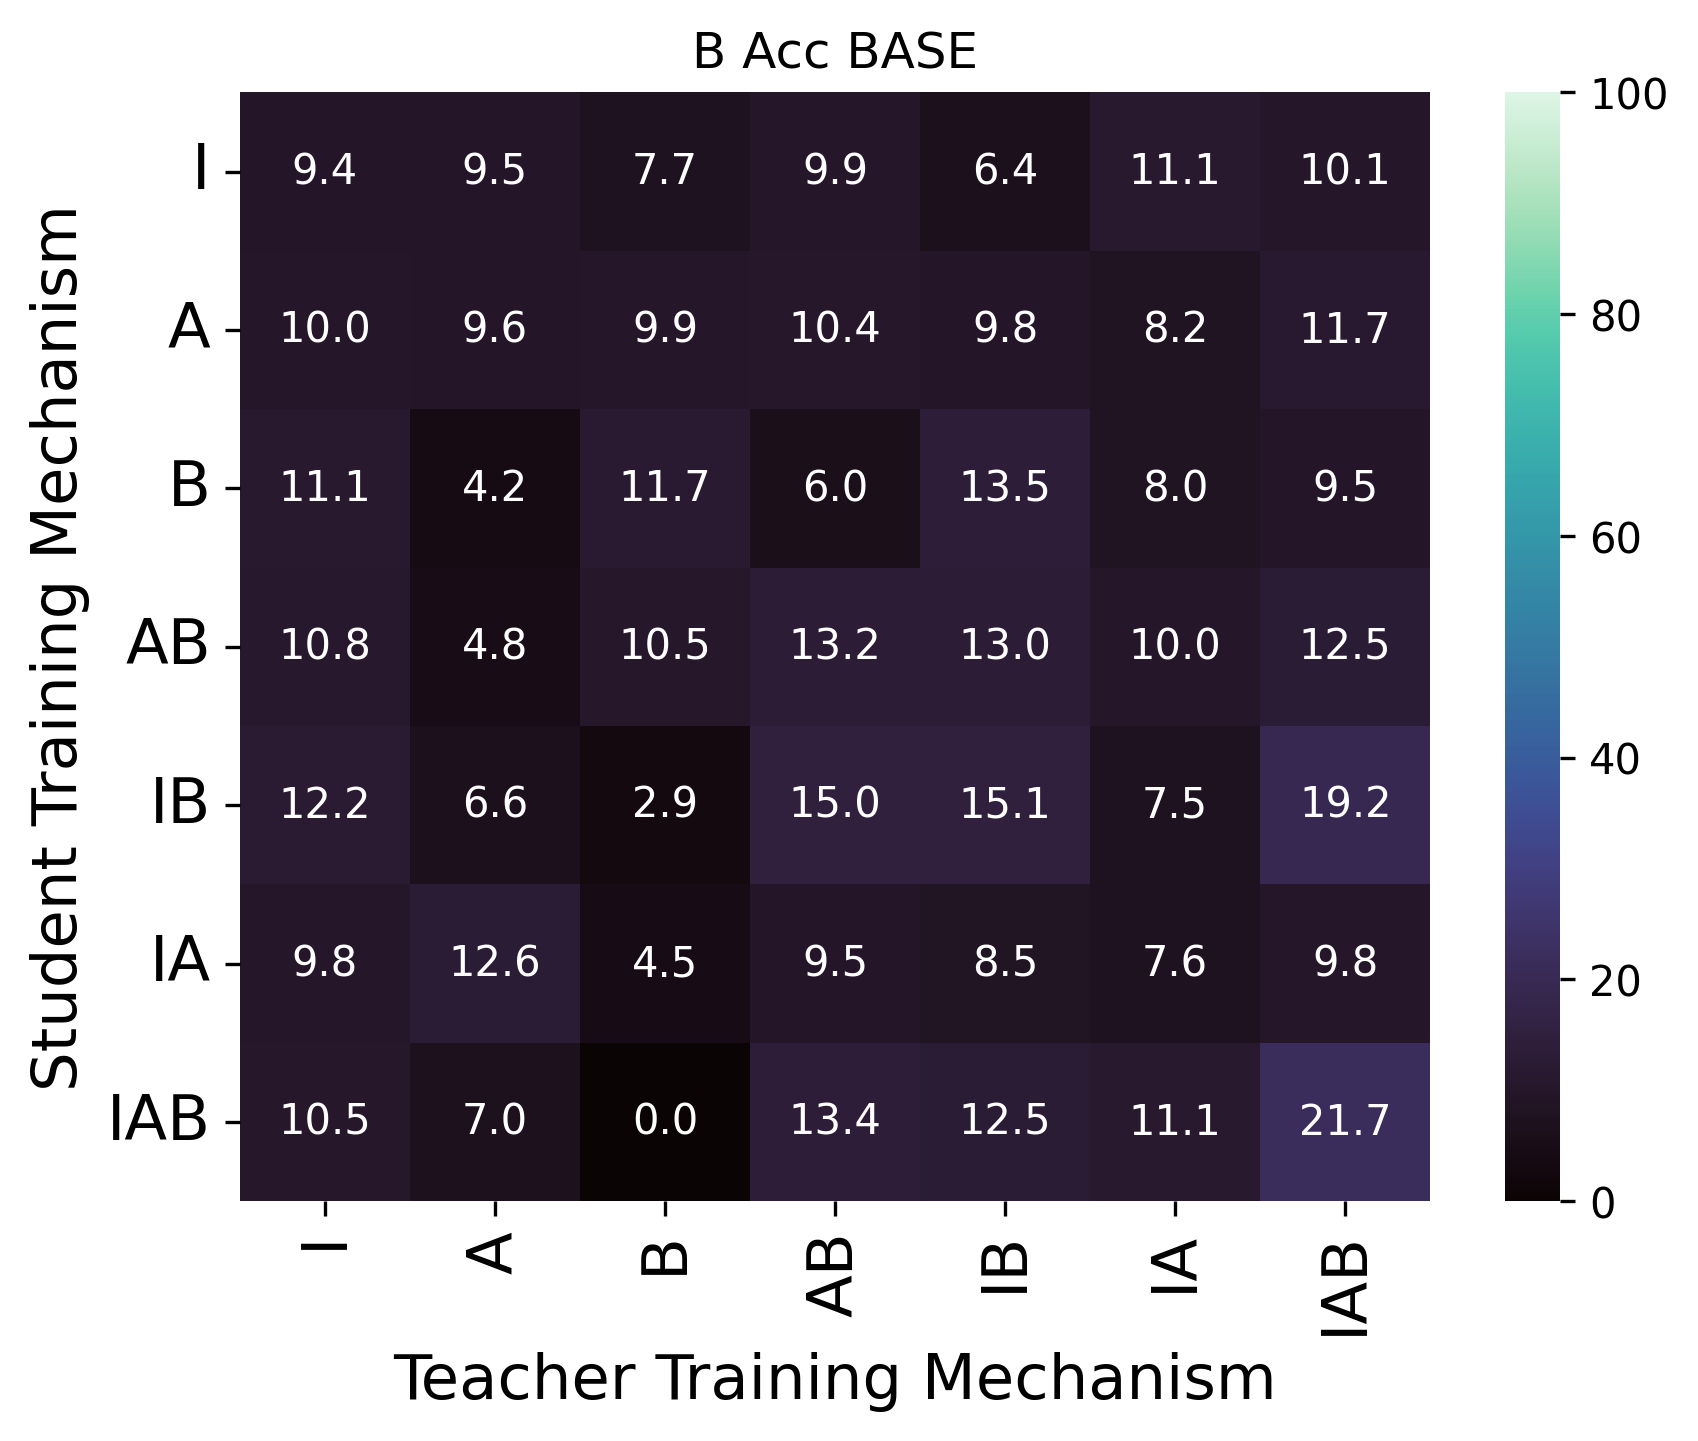 B Acc BASE
Student Training Mechanism
I 9.4 9.5 7.7 9.9 6.4 11.1 10.1
A 10.0 9.6 9.9 10.4 9.8 8.2 11.7
B 11.1 4.2 11.7 6.0 13.5 8.0 9.5
AB 10.8 4.8 10.5 13.2 13.0 10.0 12.5
IB 12.2 6.6 2.9 15.0 15.1 7.5 19.2
IA 9.8 12.6 4.5 9.5 8.5 7.6 9.8
IAB 10.5 7.0 0.0 13.4 12.5 11.1 21.7
I A B AB IB IA IAB
Teacher Training Mechanism
100
80
60
40
20
0